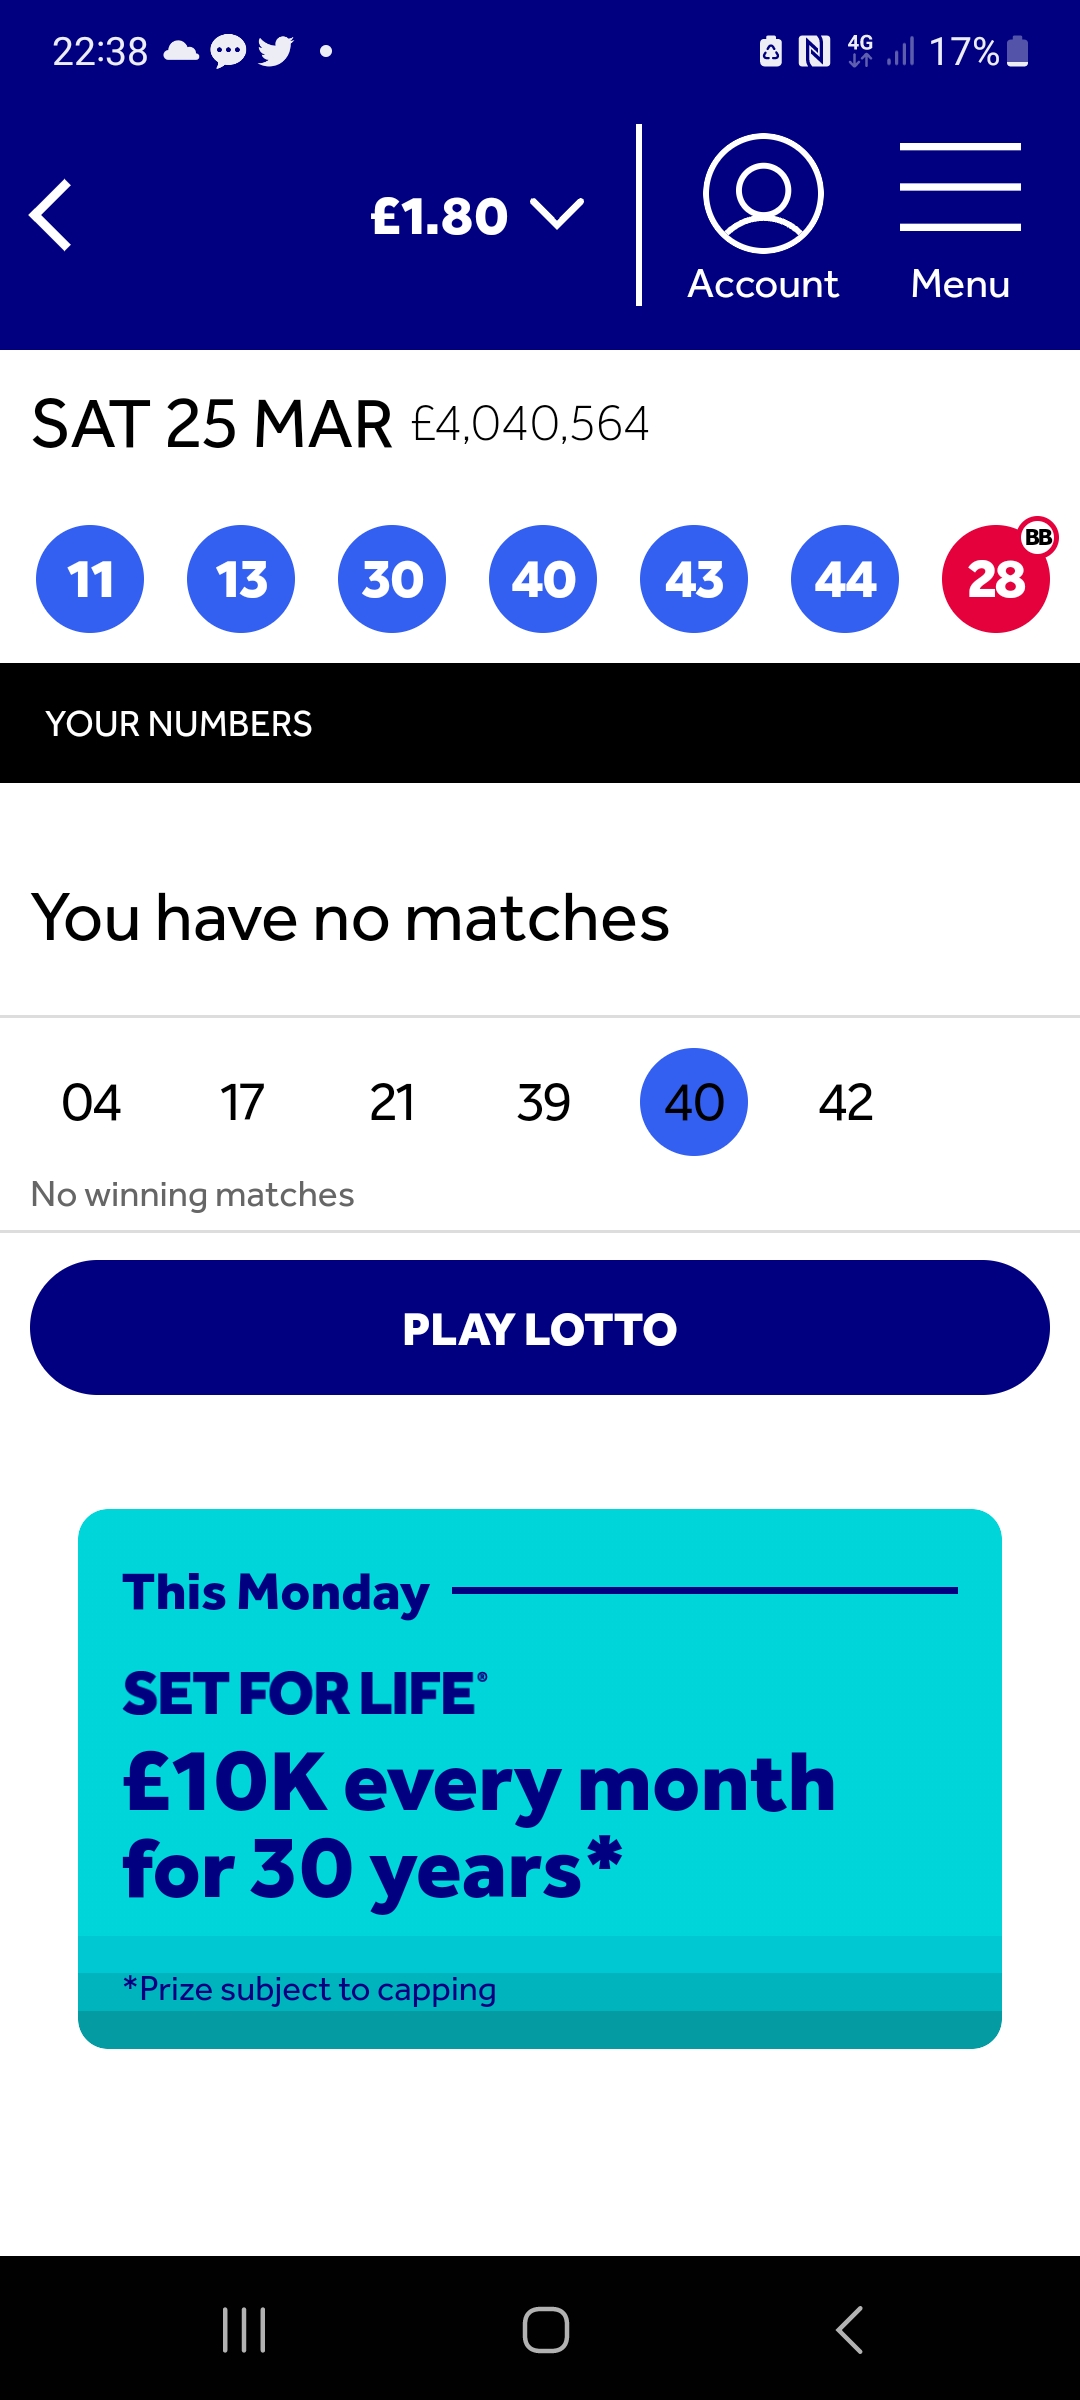 22:38 4G 17%
£1.80
Account Menu
SAT 25 MAR £4,040,564
11 13 30 40 43 44 28 BB
YOUR NUMBERS
You have no matches
04 17 21 39 40 42
No winning matches
PLAY LOTTO
This Monday
SET FOR LIFE®
£10K every month
for 30 years*
*Prize subject to capping